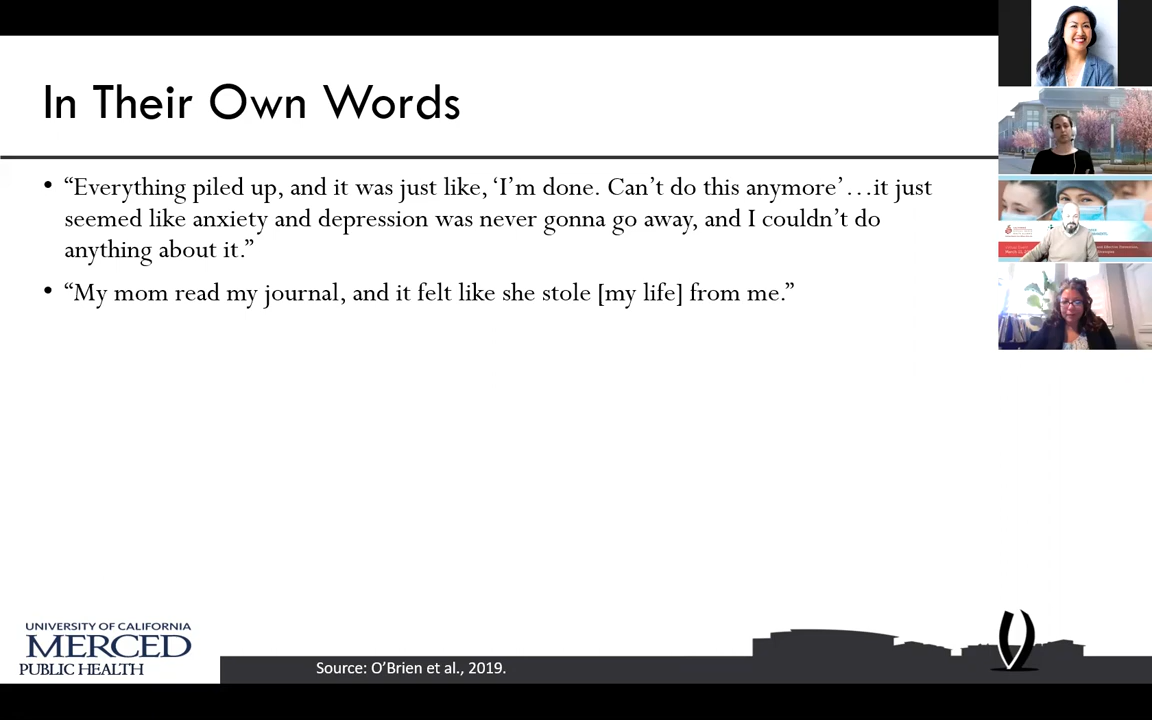 In Their Own Words
• “Everything piled up, and it was just like, ‘I’m done. Can’t do this anymore’…it just
seemed like anxiety and depression was never gonna go away, and I couldn’t do
anything about it.”
• “My mom read my journal, and it felt like she stole [my life] from me.”
UNIVERSITY OF CALIFORNIA
MERCED
PUBLIC HEALTH
Source: O’Brien et al., 2019.